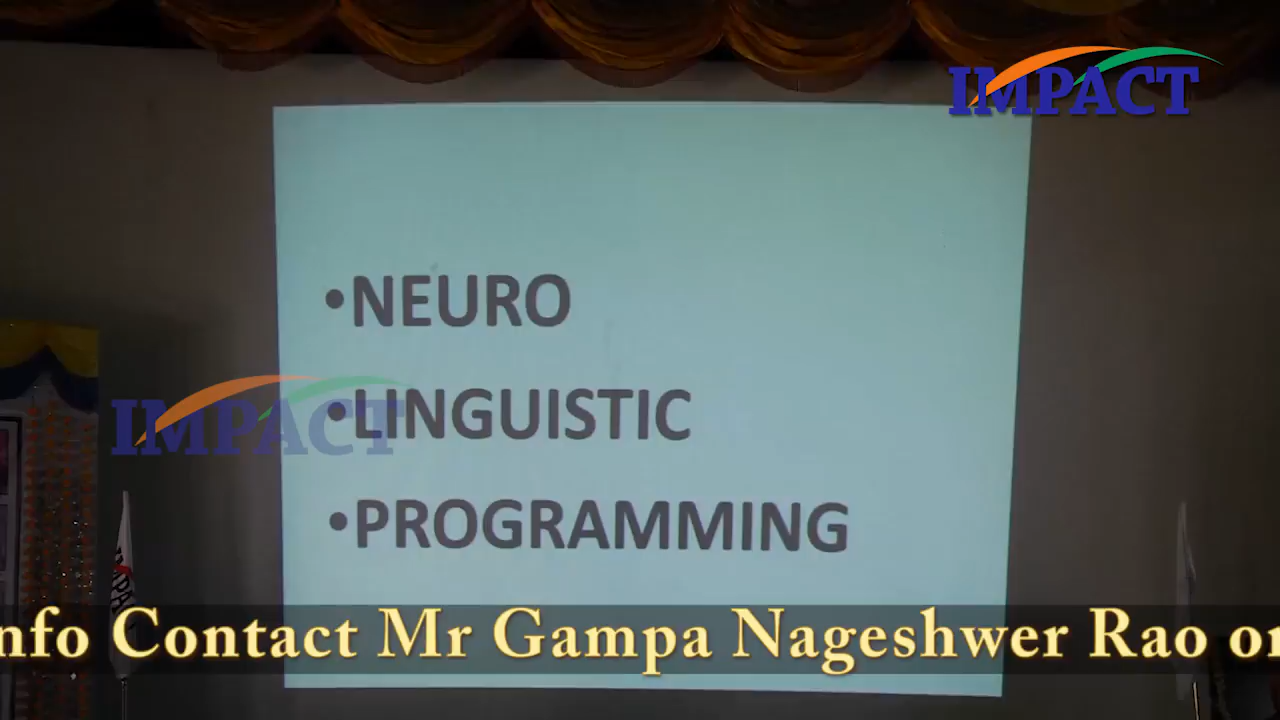 IMPACT
•NEURO
•LINGUISTIC
IMPACT
•PROGRAMMING
nfo Contact Mr Gampa Nageshwer Rao or